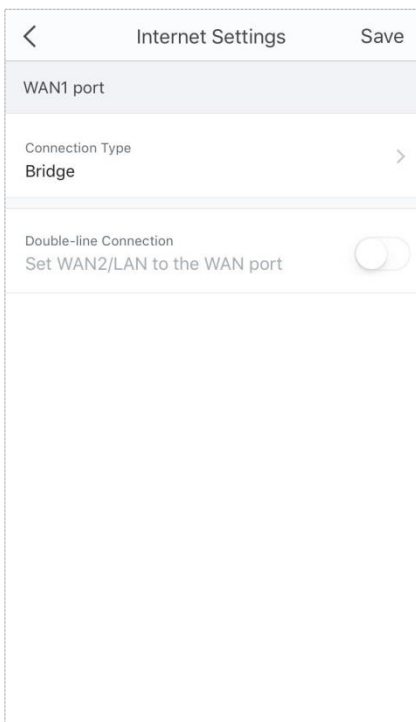 Internet Settings Save
WAN1 port
Connection Type
Bridge
Double-line Connection
Set WAN2/LAN to the WAN port